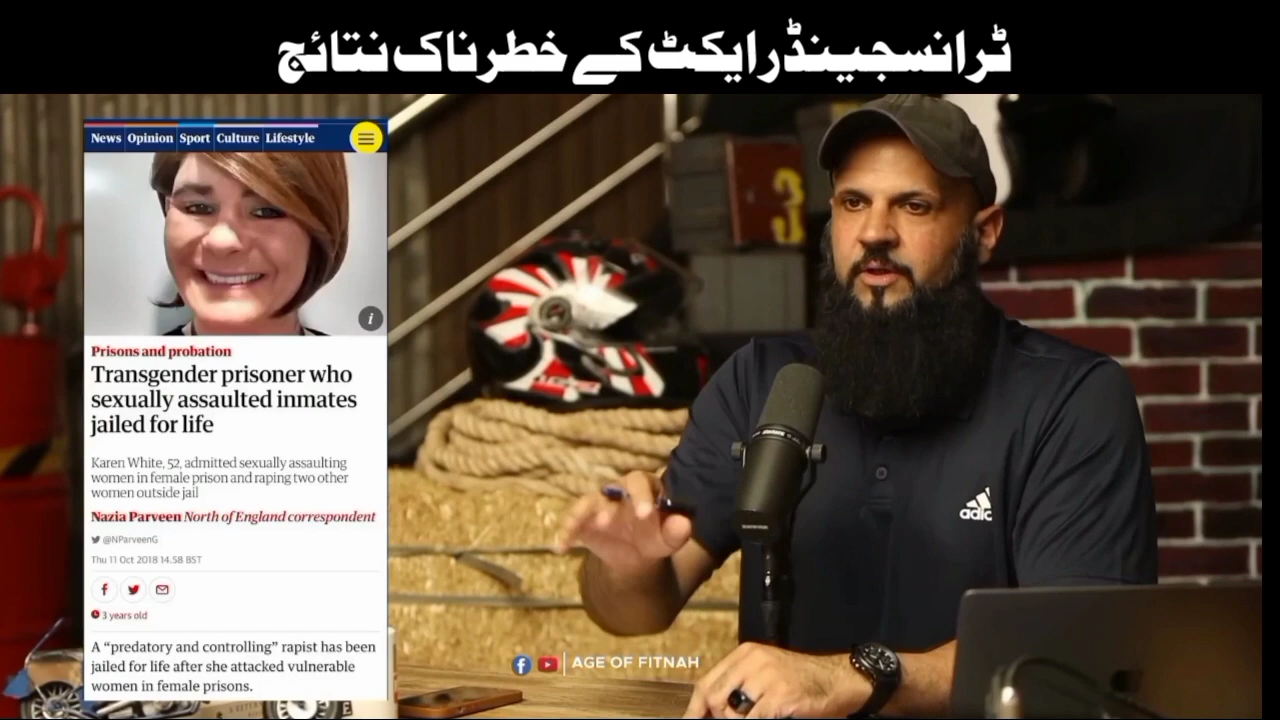 ٹرانسجینڈر ایکٹ کے خطرناک نتائج
News Opinion Sport Culture Lifestyle
i
Prisons and probation
Transgender prisoner who
sexually assaulted inmates
jailed for life
Karen White, 52, admitted sexually assaulting
women in female prison and raping two other
women outside jail
Nazia Parveen North of England correspondent
@NParveenG
Thu 11 Oct 2018 14.58 BST
3 years old
A “predatory and controlling” rapist has been
jailed for life after she attacked vulnerable
women in female prisons.
3
adic
AGE OF FITNAH